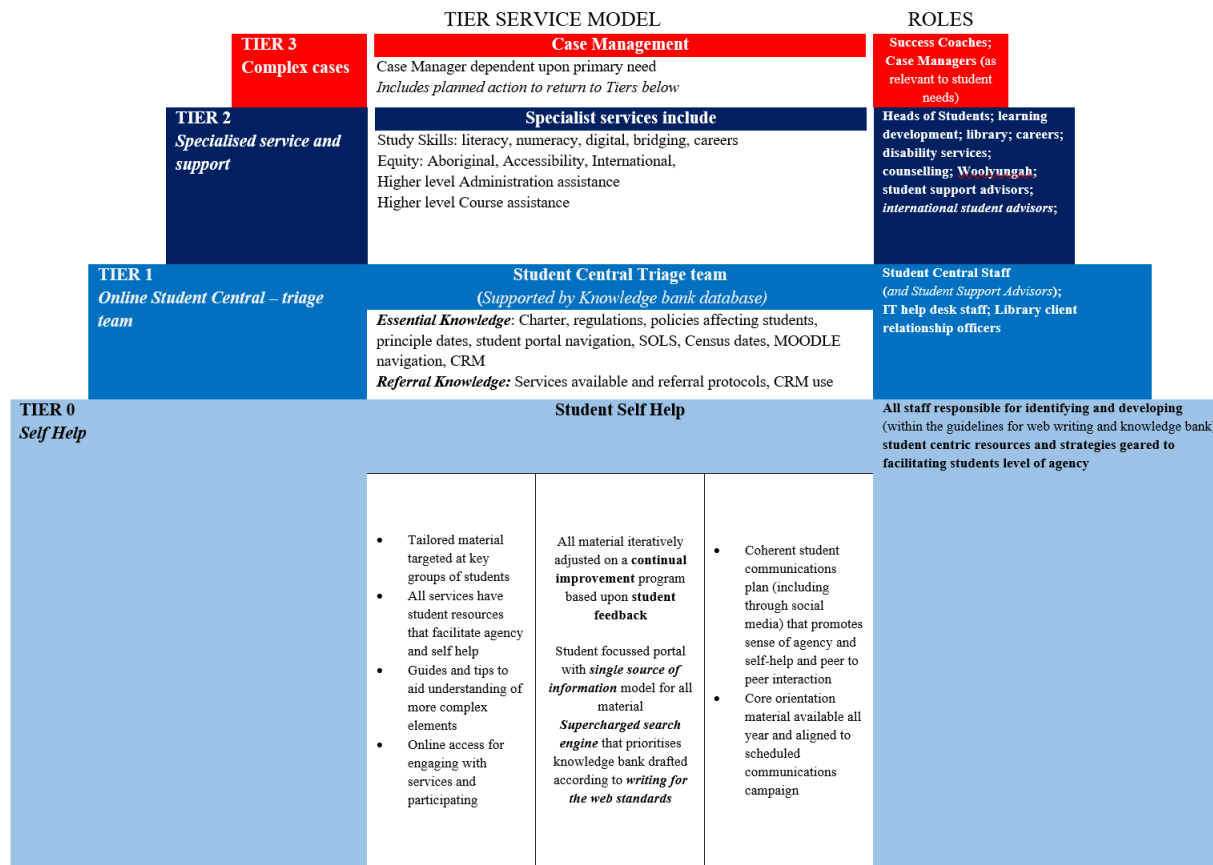 TIER SERVICE MODEL
ROLES
TIER 3
Complex cases
Case Management
Case Manager dependent upon primary need
Includes planned action to return to Tiers below
Success Coaches;
Case Managers (as
relevant to student
needs)
TIER 2
Specialised service and
support
Specialist services include
Study Skills: literacy, numeracy, digital, bridging, careers
Equity: Aboriginal, Accessibility, International,
Higher level Administration assistance
Higher level Course assistance
Heads of Students; learning
development; library; careers;
disability services;
counselling; Woolyungah;
student support advisors;
international student advisors;
TIER 1
Online Student Central – triage
team
Student Central Triage team
(Supported by Knowledge bank database)
Essential Knowledge: Charter, regulations, policies affecting students,
principle dates, student portal navigation, SOLS, Census dates, MOODLE
navigation, CRM
Referral Knowledge: Services available and referral protocols, CRM use
Student Central Staff
(and Student Support Advisors);
IT help desk staff; Library client
relationship officers
TIER 0
Self Help
Student Self Help
All staff responsible for identifying and developing
(within the guidelines for web writing and knowledge bank)
student centric resources and strategies geared to
facilitating students level of agency
• Tailored material
targeted at key
groups of students
• All services have
student resources
that facilitate agency
and self help
• Guides and tips to
aid understanding of
more complex
elements
• Online access for
engaging with
services and
participating
All material iteratively
adjusted on a continual
improvement program
based upon student
feedback
Student focussed portal
with single source of
information model for all
material
Supercharged search
engine that prioritises
knowledge bank drafted
according to writing for
the web standards
• Coherent student
communications
plan (including
through social
media) that promotes
sense of agency and
self-help and peer to
peer interaction
• Core orientation
material available all
year and aligned to
scheduled
communications
campaign